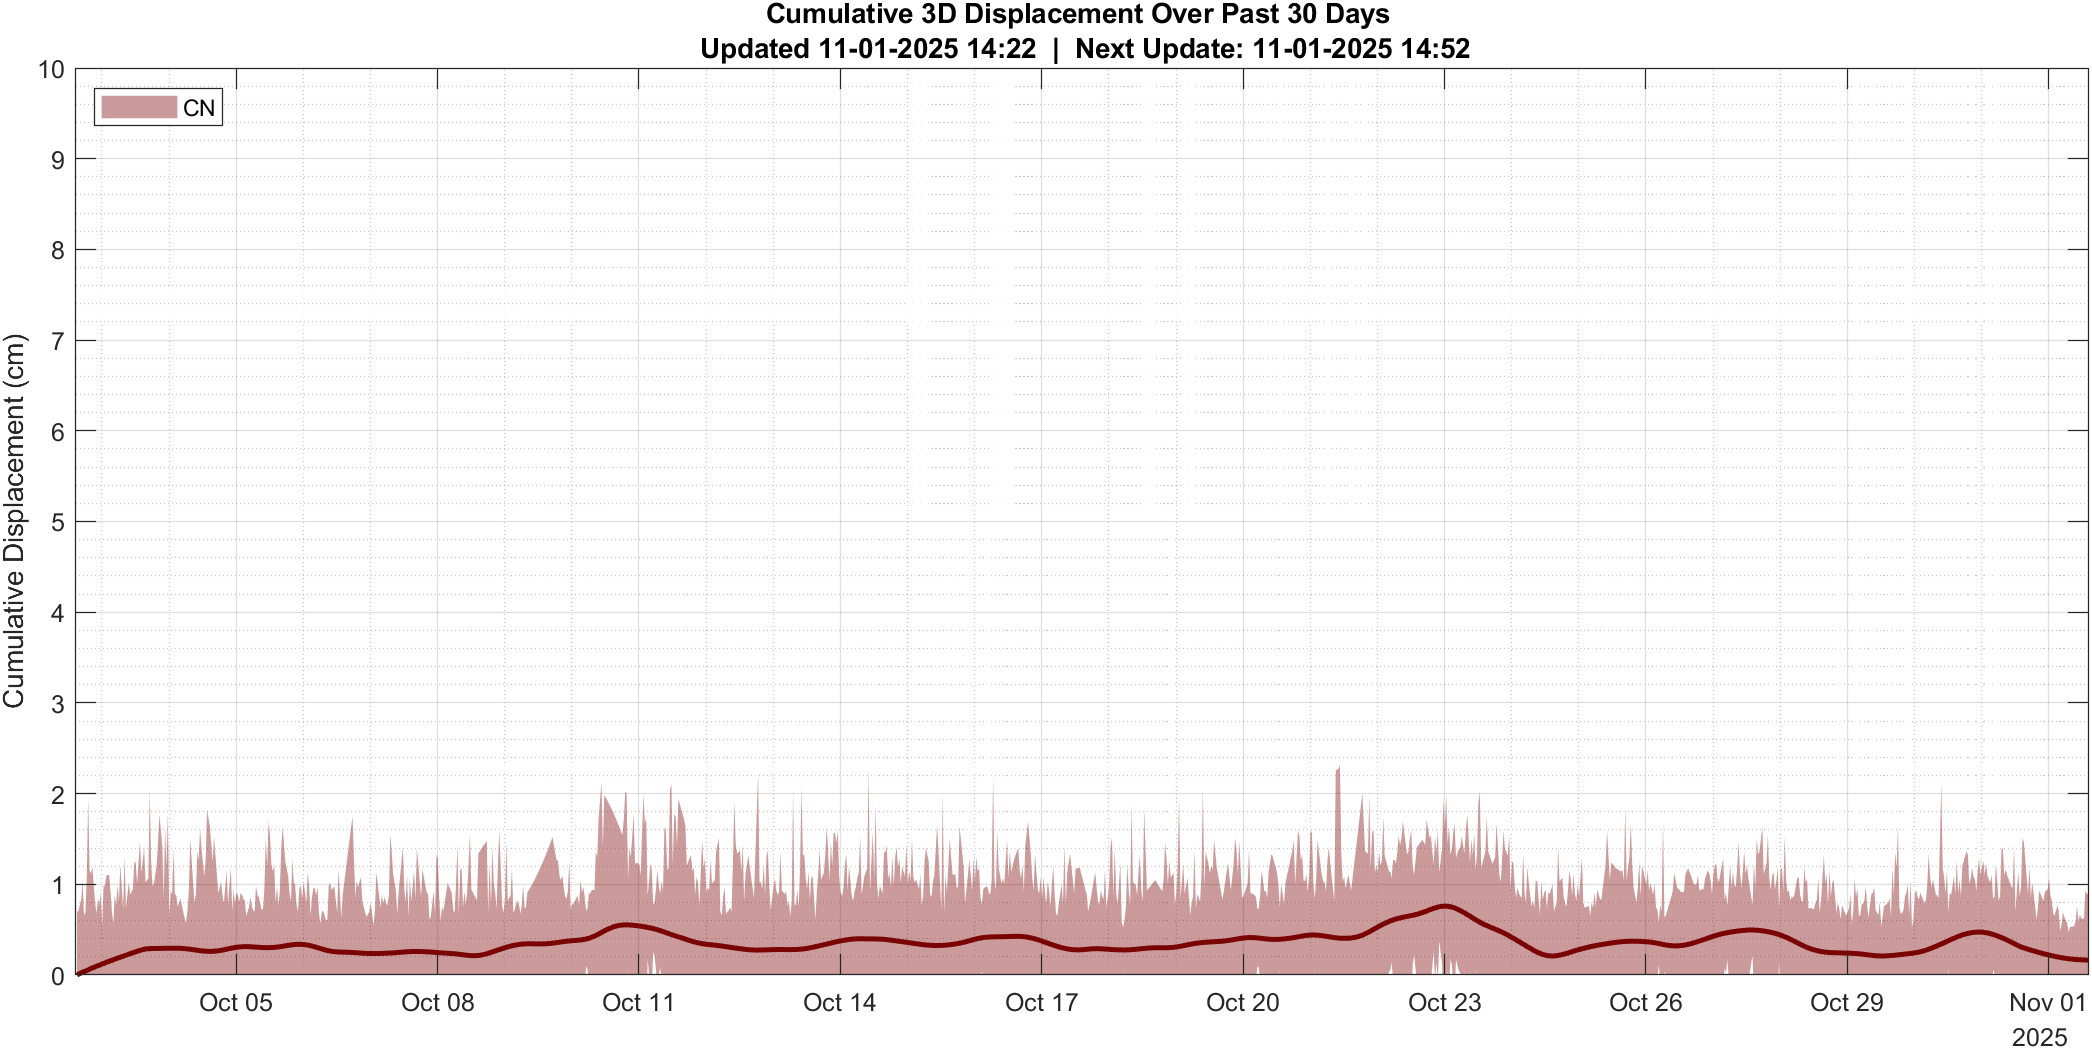 Cumulative 3D Displacement Over Past 30 Days
Updated 11-01-2025 14:22 | Next Update: 11-01-2025 14:52
CN
Cumulative Displacement (cm)
10
9
8
7
6
5
4
3
2
1
0
Oct 05 Oct 08 Oct 11 Oct 14 Oct 17 Oct 20 Oct 23 Oct 26 Oct 29 Nov 01
2025